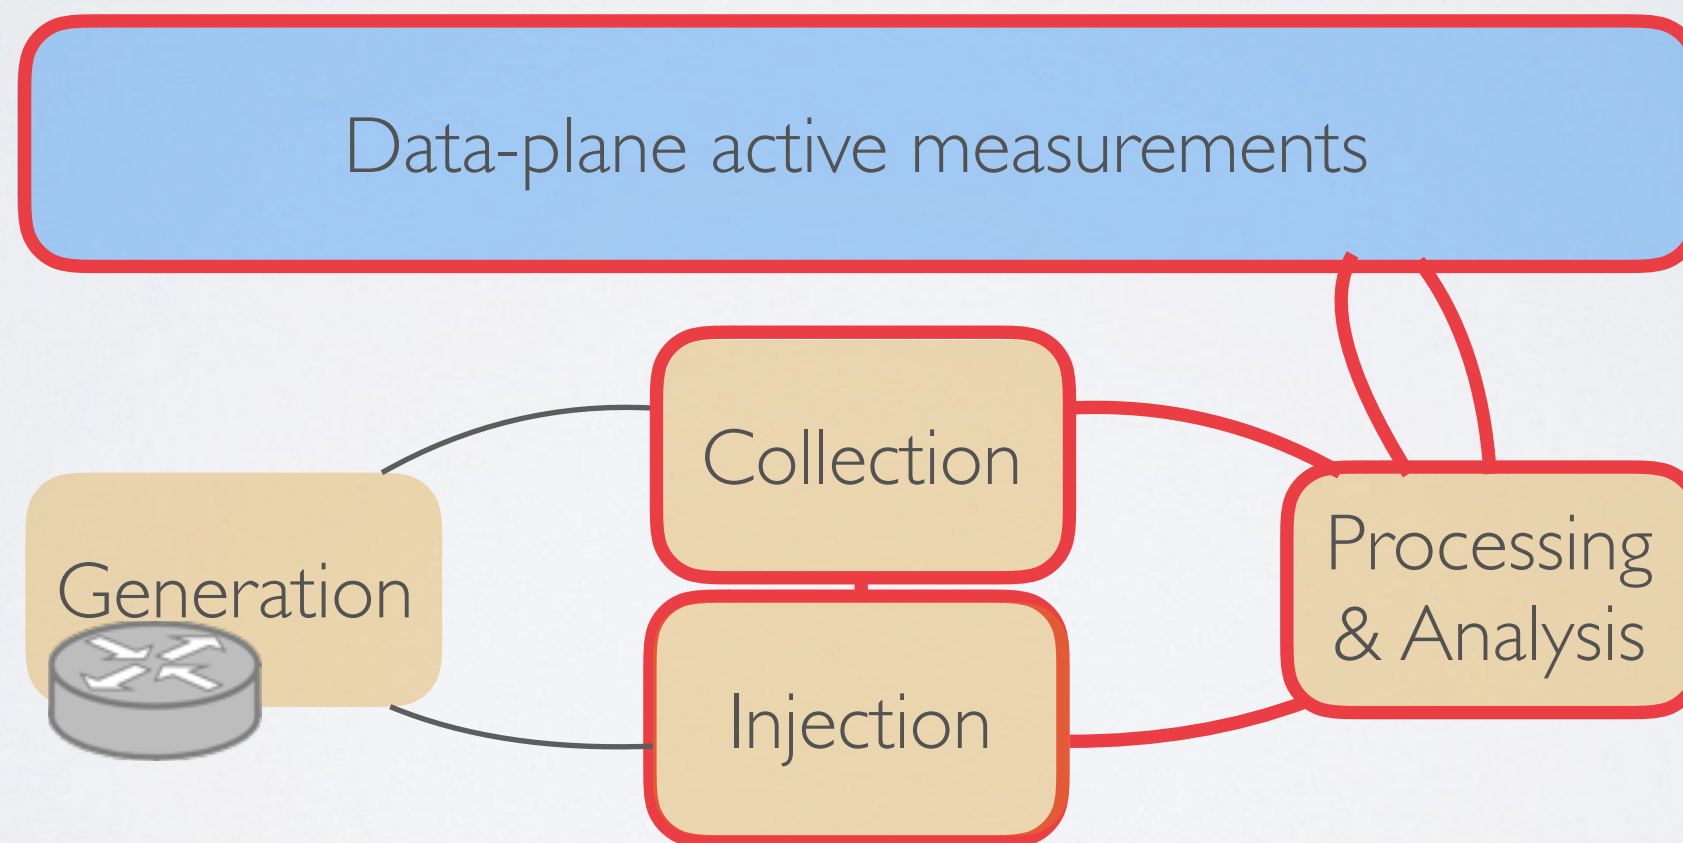 Data-plane active measurements
Collection
Generation
Processing
& Analysis
Injection